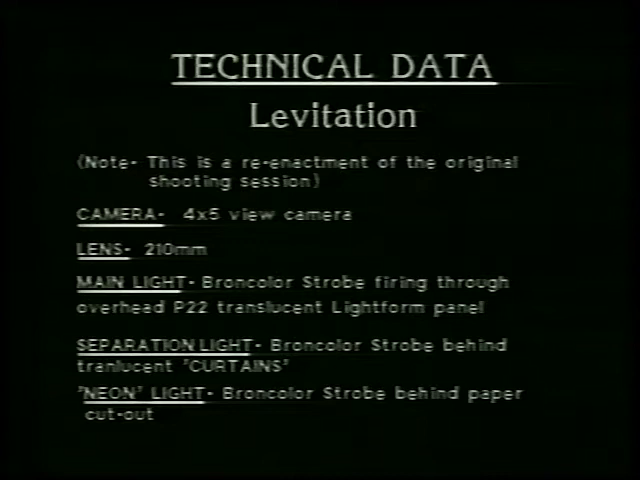 TECHNICAL DATA
Levitation
(Note- This is a re-enactment of the original
shooting session)
CAMERA- 4x5 view camera
LENS- 210mm
MAIN LIGHT- Broncolor Strobe firing through
overhead P22 translucent Lightform panel
SEPARATION LIGHT- Broncolor Strobe behind
tranlucent "CURTAINS"
"NEON" LIGHT- Broncolor Strobe behind paper
cut-out